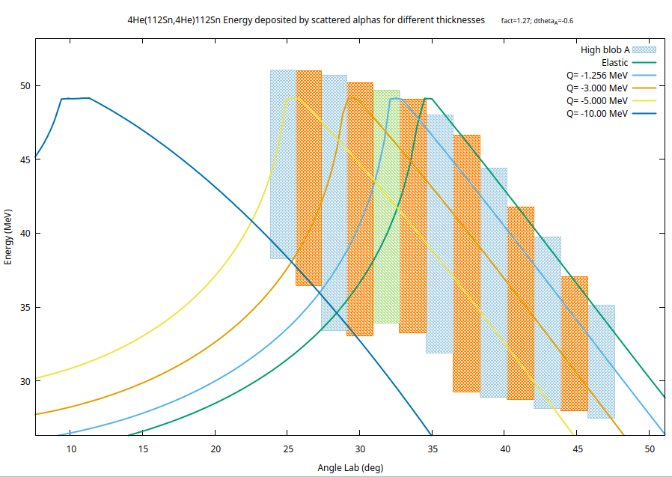 4He(112Sn,4He)112Sn Energy deposited by scattered alphas for different thicknesses fact=1.27; dthetaA=-0.6
High blob A
Elastic
Q= -1.256 MeV
Q= -3.000 MeV
Q= -5.000 MeV
Q= -10.00 MeV
50
45
40
35
30
Energy (MeV)
10 15 20 25 30 35 40 45 50
Angle Lab (deg)